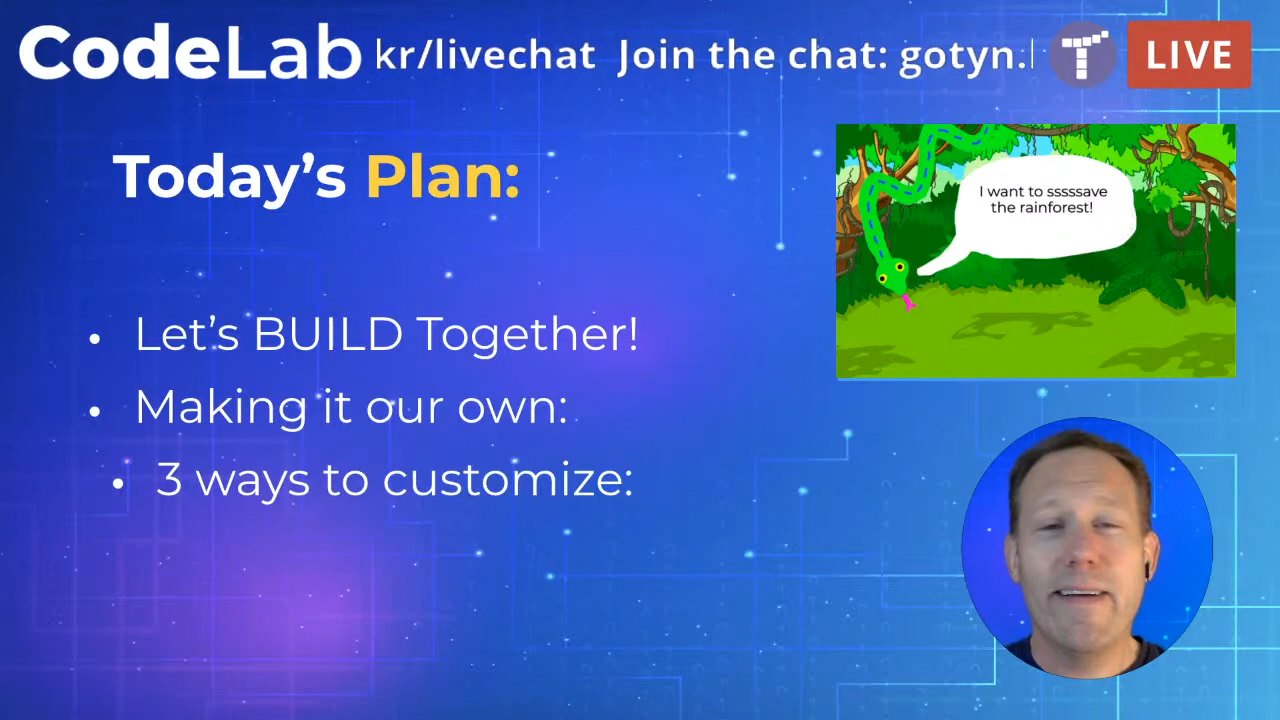 CodeLab
kr/livechat Join the chat: gotyn.
LIVE
Today's Plan:
I want to sssssave
the rainforest!
• Let's BUILD Together!
• Making it our own:
• 3 ways to customize: